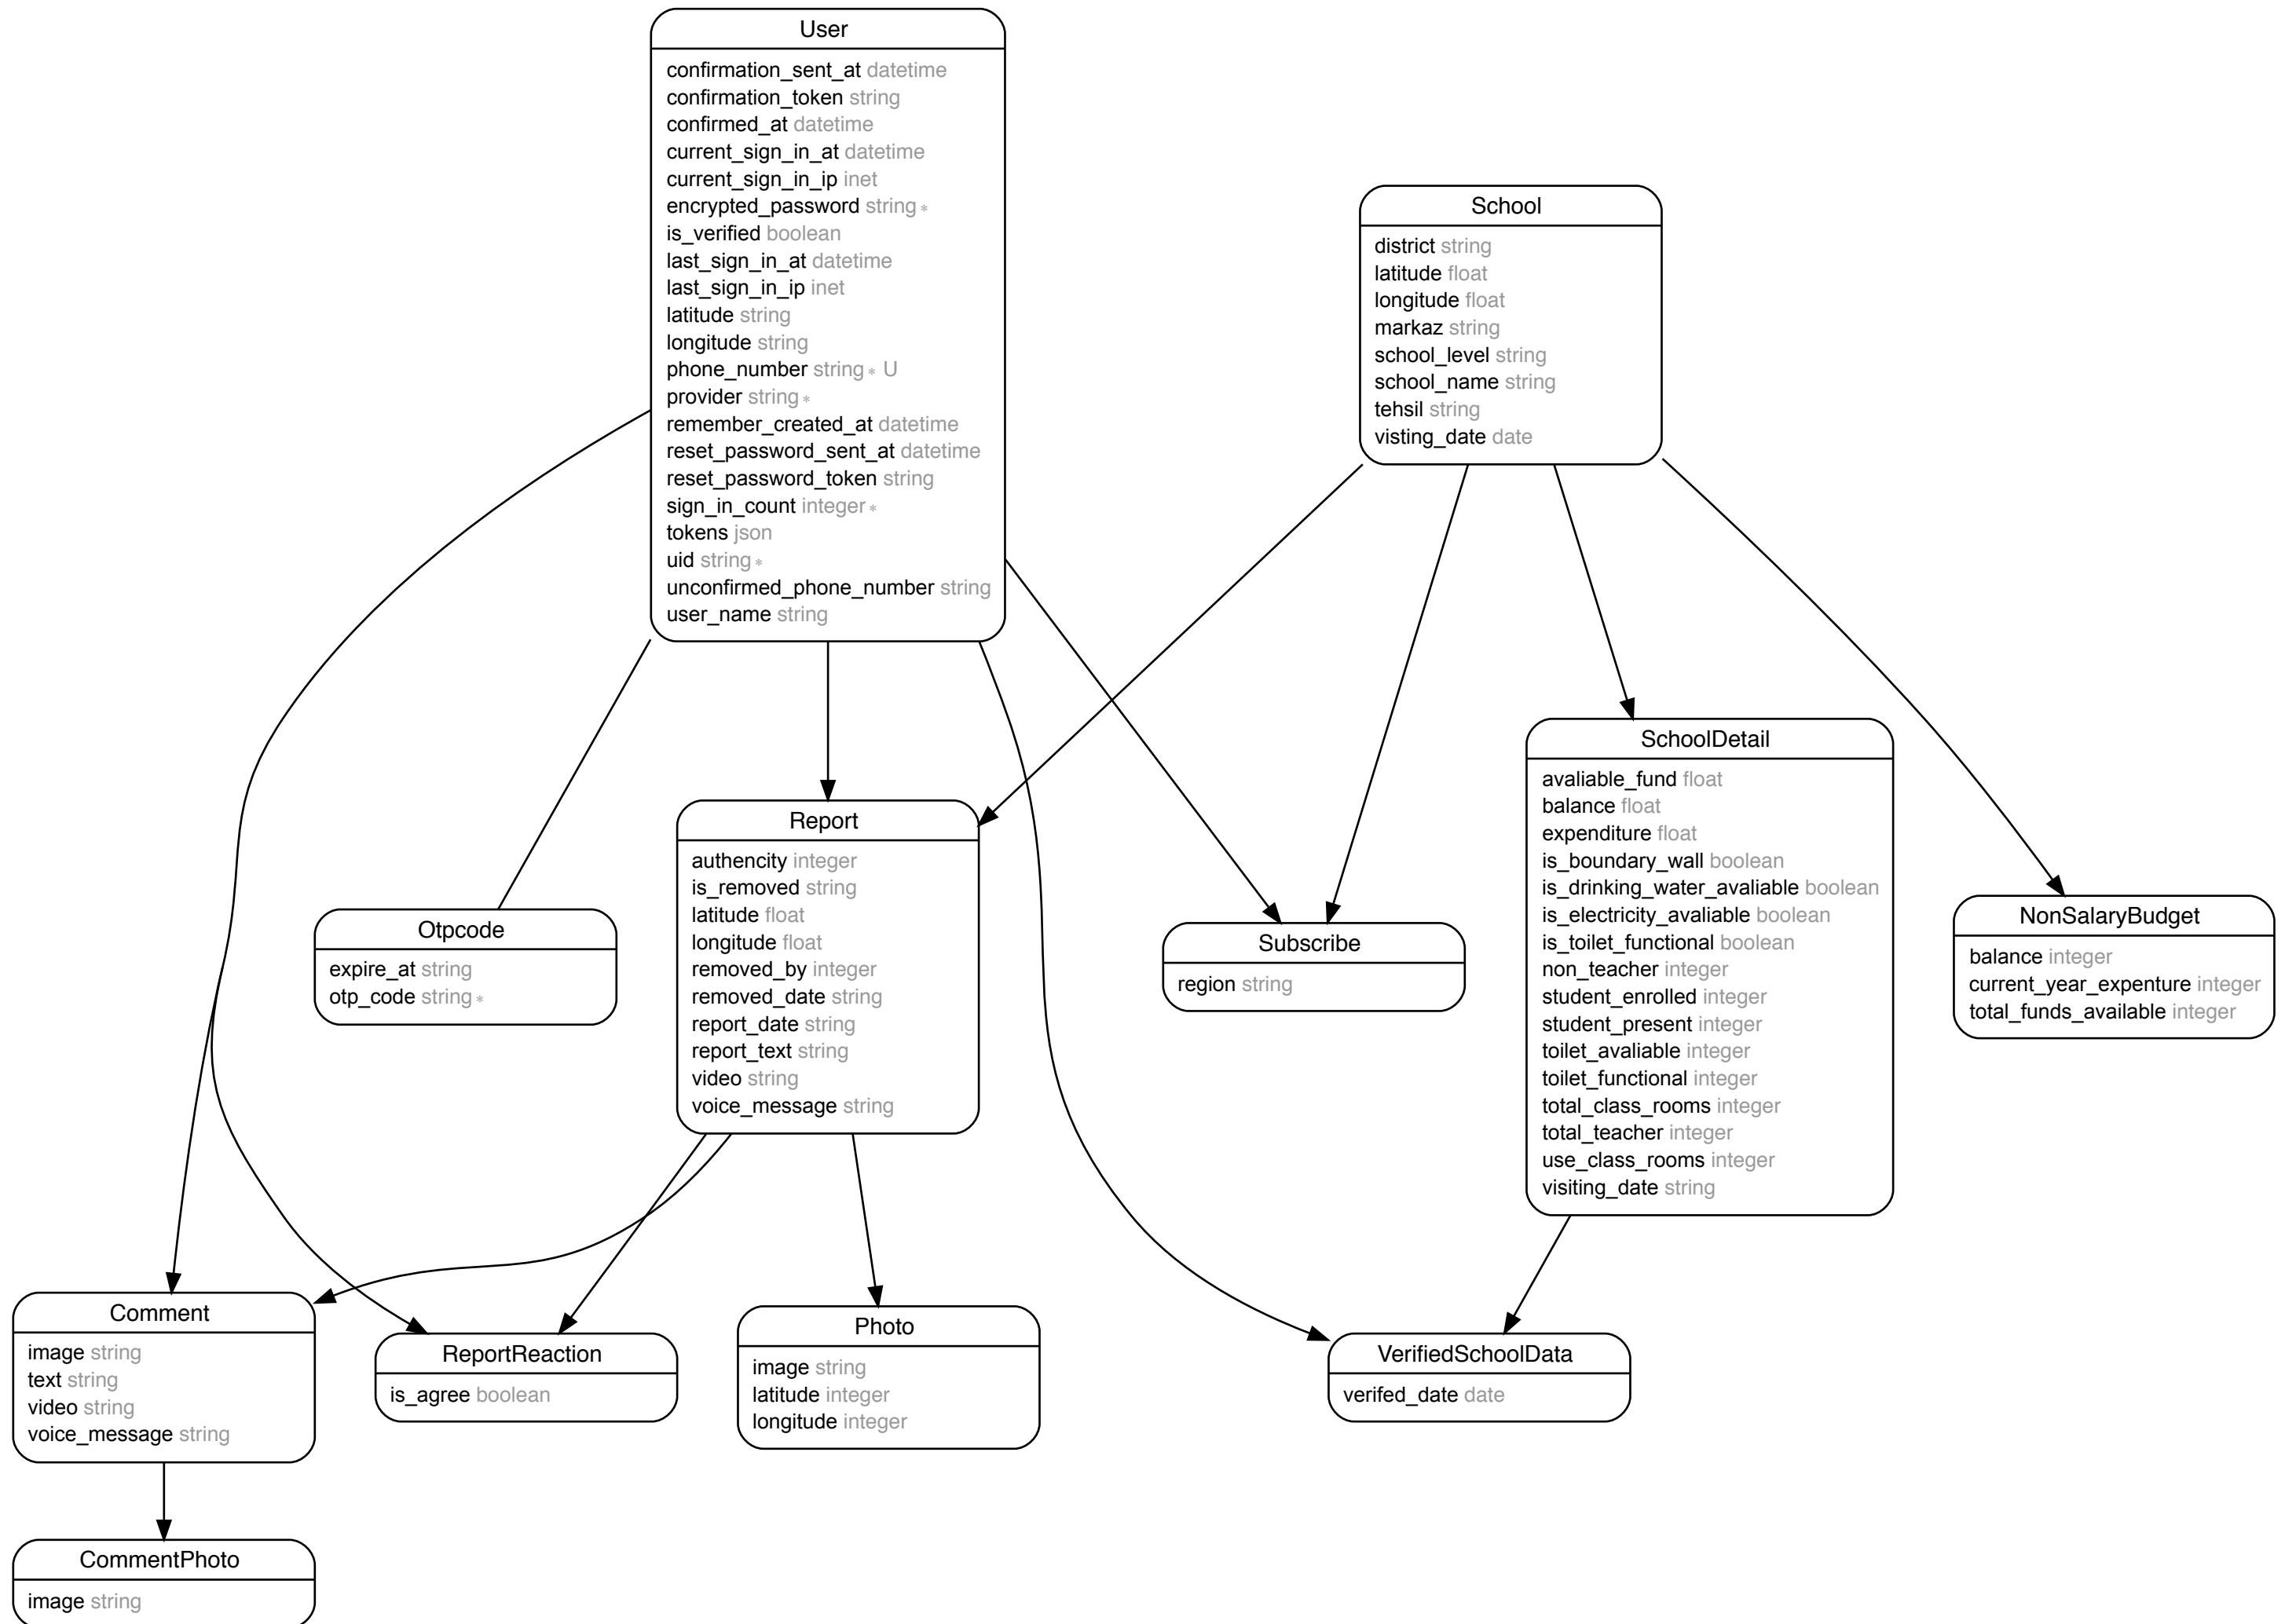 User
confirmation_sent_at datetime
confirmation_token string
confirmed_at datetime
current_sign_in_at datetime
current_sign_in_ip inet
encrypted_password string *
is_verified boolean
last_sign_in_at datetime
last_sign_in_ip inet
latitude string
longitude string
phone_number string * U
provider string *
remember_created_at datetime
reset_password_sent_at datetime
reset_password_token string
sign_in_count integer *
tokens json
uid string *
unconfirmed_phone_number string
user_name string
School
district string
latitude float
longitude float
markaz string
school_level string
school_name string
tehsil string
visting_date date
SchoolDetail
avaliable_fund float
balance float
expenditure float
is_boundary_wall boolean
is_drinking_water_avaliable boolean
is_electricity_avaliable boolean
is_toilet_functional boolean
non_teacher integer
student_enrolled integer
student_present integer
toilet_avaliable integer
toilet_functional integer
total_class_rooms integer
total_teacher integer
use_class_rooms integer
visiting_date string
Report
authencity integer
is_removed string
latitude float
longitude float
removed_by integer
removed_date string
report_date string
report_text string
video string
voice_message string
Otpcode
expire_at string
otp_code string *
Subscribe
region string
NonSalaryBudget
balance integer
current_year_expenture integer
total_funds_available integer
Comment
image string
text string
video string
voice_message string
ReportReaction
is_agree boolean
Photo
image string
latitude integer
longitude integer
VerifiedSchoolData
verifed_date date
CommentPhoto
image string